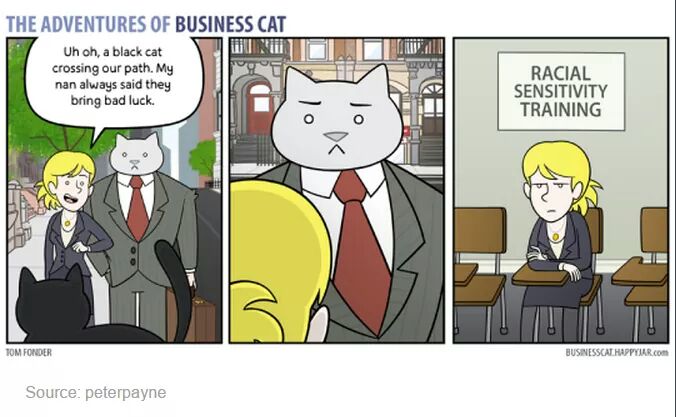 THE ADVENTURES OF BUSINESS CAT
Uh oh, a black cat
crossing our path. My
nan always said they
bring bad luck.
RACIAL
SENSITIVITY
TRAINING
TOM FONDER
BUSINESSCAT.HAPPYJAR.com
Source: peterpayne